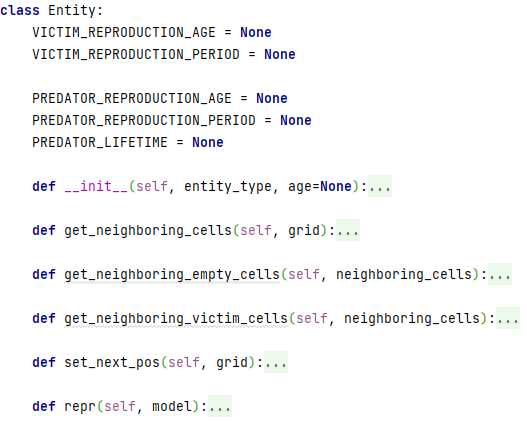 class Entity:
    VICTIM_REPRODUCTION_AGE = None
    VICTIM_REPRODUCTION_PERIOD = None

    PREDATOR_REPRODUCTION_AGE = None
    PREDATOR_REPRODUCTION_PERIOD = None
    PREDATOR_LIFETIME = None

    def __init__(self, entity_type, age=None):...

    def get_neighboring_cells(self, grid):...

    def get_neighboring_empty_cells(self, neighboring_cells):...

    def get_neighboring_victim_cells(self, neighboring_cells):...

    def set_next_pos(self, grid):...

    def repr(self, model):...